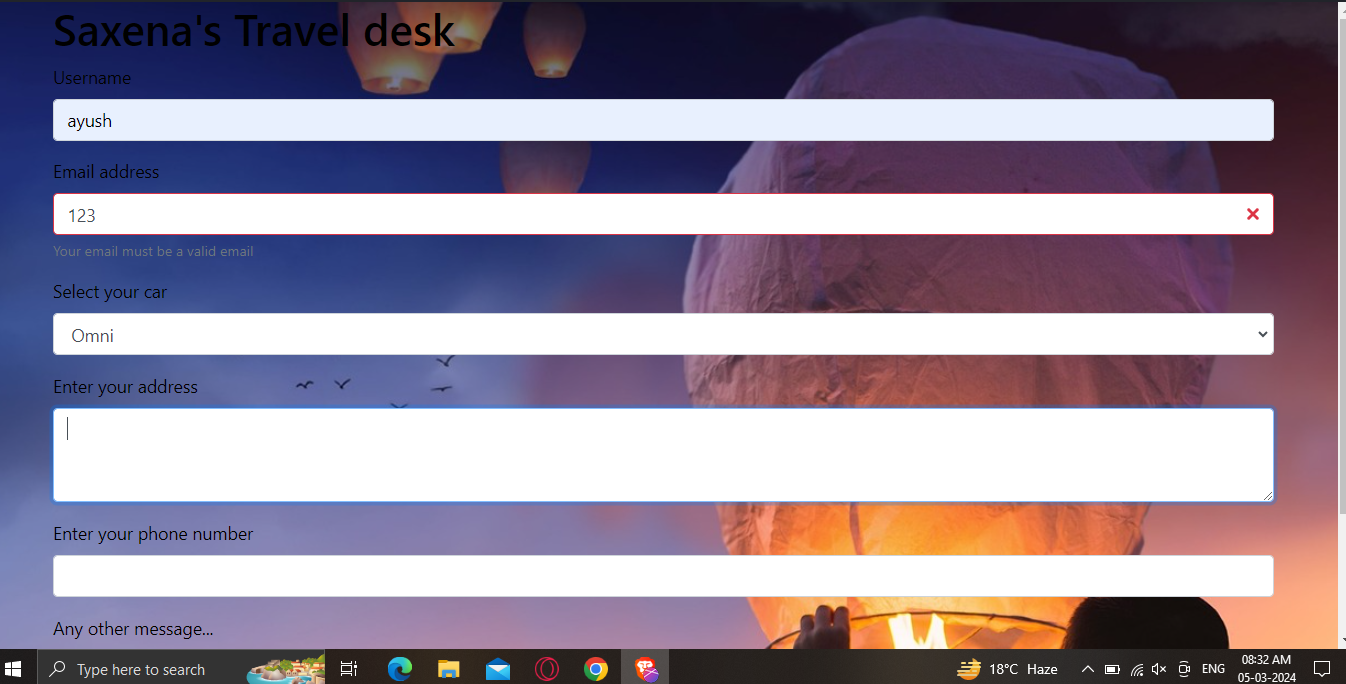 Saxena's Travel desk
Username
ayush
Email address
123
Your email must be a valid email
Select your car
Omni
Enter your address
Enter your phone number
Any other message...
Type here to search
18°C Haze
ENG
08:32 AM
05-03-2024